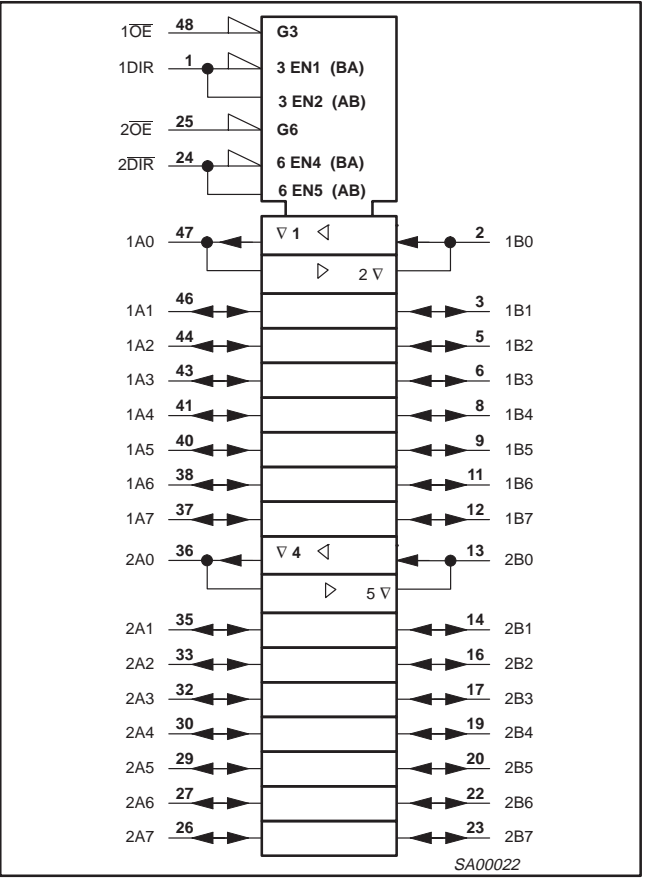 1O̅E̅ 48 G3
1DIR 1 3 EN1 (BA)
3 EN2 (AB)
2O̅E̅ 25 G6
2D̅I̅R̅ 24 6 EN4 (BA)
6 EN5 (AB)
1A0 47 ∇ 1 ◁ 2 1B0
▷ 2 ∇
1A1 46 3 1B1
1A2 44 5 1B2
1A3 43 6 1B3
1A4 41 8 1B4
1A5 40 9 1B5
1A6 38 11 1B6
1A7 37 12 1B7
2A0 36 ∇ 4 ◁ 13 2B0
▷ 5 ∇
2A1 35 14 2B1
2A2 33 16 2B2
2A3 32 17 2B3
2A4 30 19 2B4
2A5 29 20 2B5
2A6 27 22 2B6
2A7 26 23 2B7
SA00022